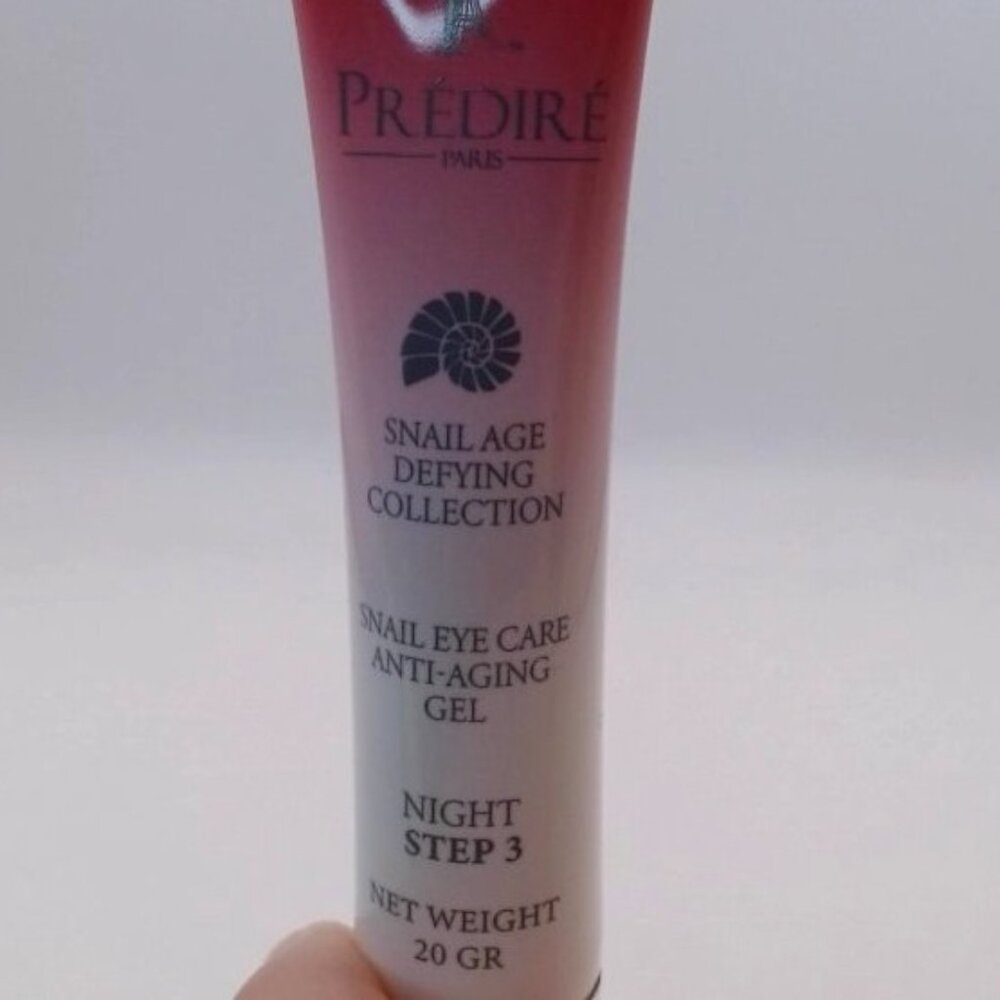 PRÉDIRÉ
PARIS
SNAIL AGE
DEFYING
COLLECTION
SNAIL EYE CARE
ANTI-AGING
GEL
NIGHT
STEP 3
NET WEIGHT
20 GR